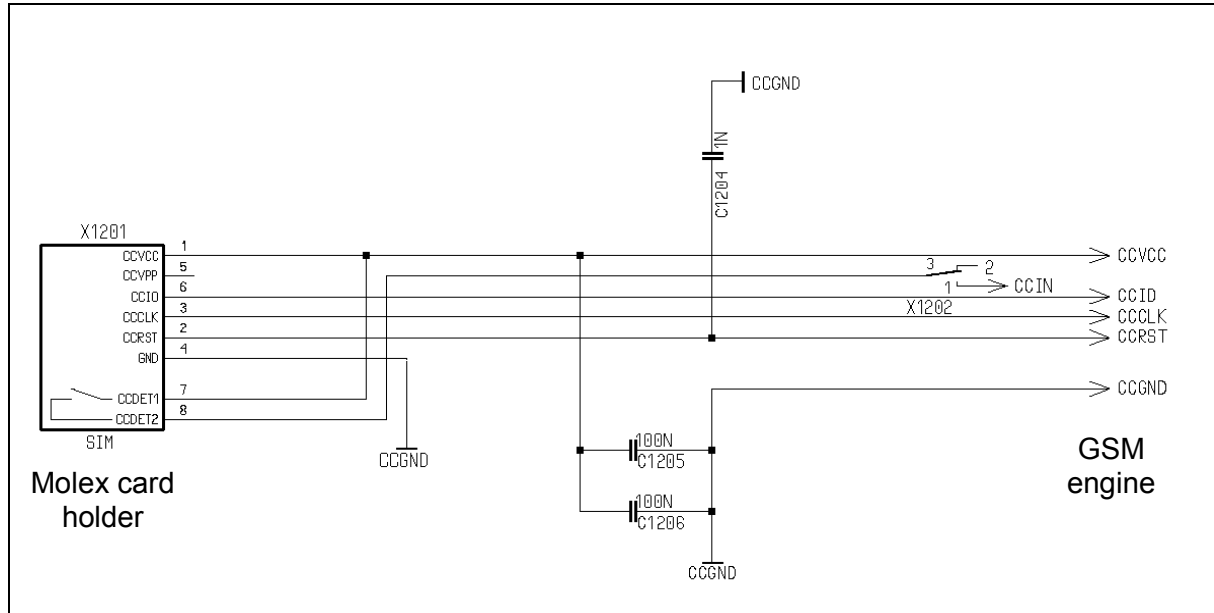 CCGND
1N
C1204
X1201
CCVCC 1
CCVPP 5
CCIO 6
CCCLK 3
CCRST 2
GND 4
CCDET1 7
CCDET2 8
SIM
3
2
1
CCIN
X1202
CCVCC
CCIO
CCCLK
CCRST
CCGND
CCGND
100N
C1205
100N
C1206
CCGND
Molex card
holder
GSM
engine